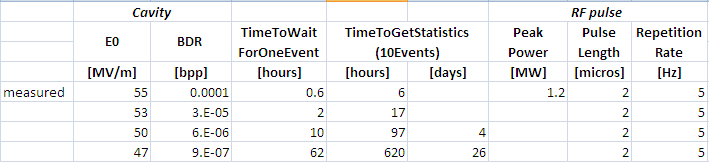 Cavity RF pulse
E0 BDR TimeToWait ForOneEvent TimeToGetStatistics (10Events) Peak Power Pulse Length Repetition Rate
[MV/m] [bpp] [hours] [hours] [days] [MW] [micros] [Hz]
measured 55 0.0001 0.6 6 1.2 2 5
53 3.E-05 2 17 2 5
50 6.E-06 10 97 4 2 5
47 9.E-07 62 620 26 2 5